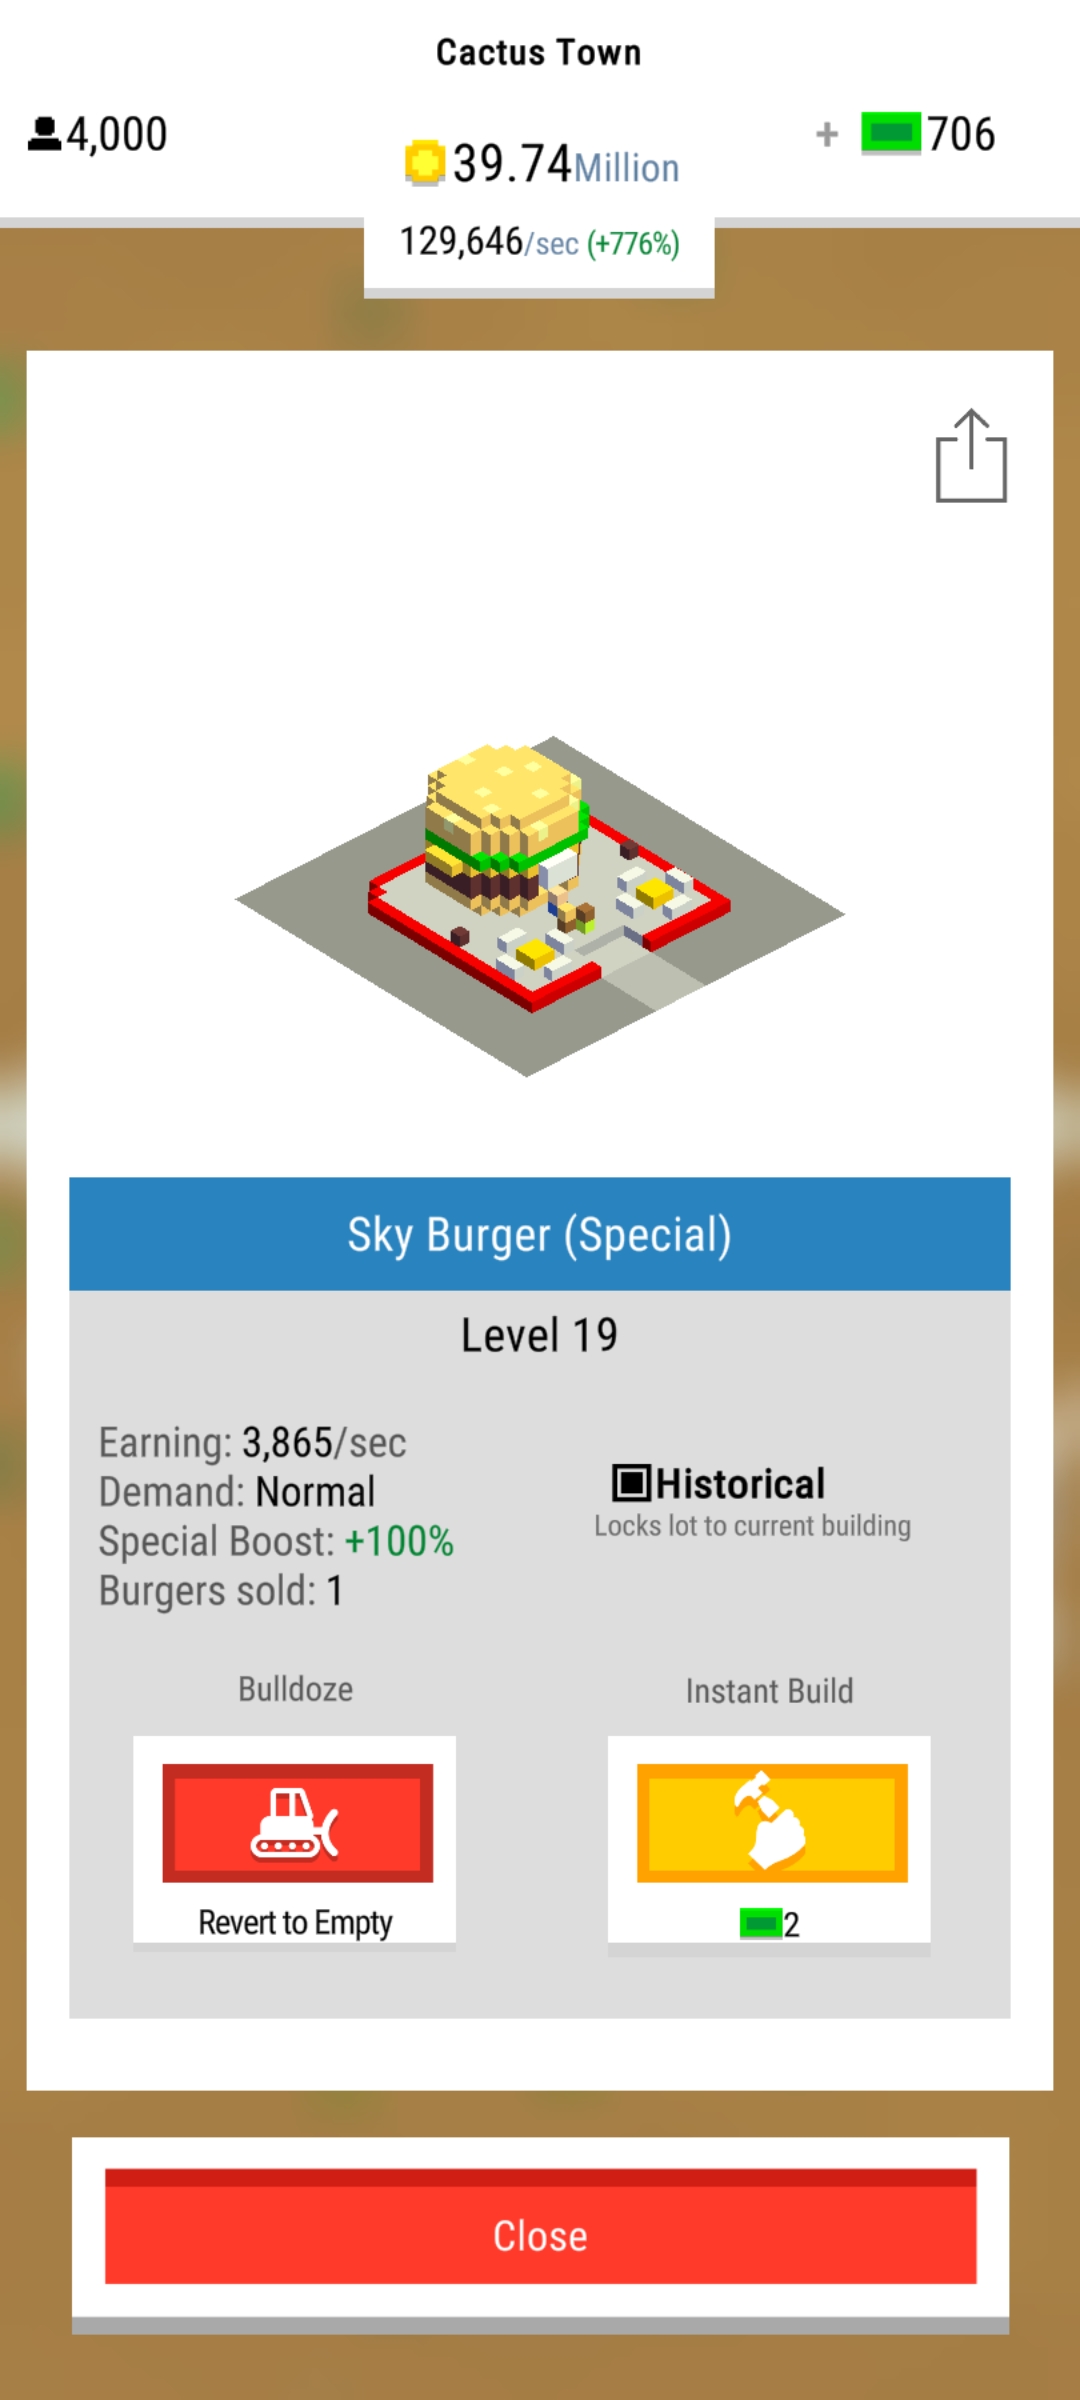 Cactus Town
4,000
39.74Million
+ 706
129,646/sec (+776%)
Sky Burger (Special)
Level 19
Earning: 3,865/sec
Demand: Normal
Special Boost: +100%
Burgers sold: 1
Historical
Locks lot to current building
Bulldoze
Revert to Empty
Instant Build
2
Close